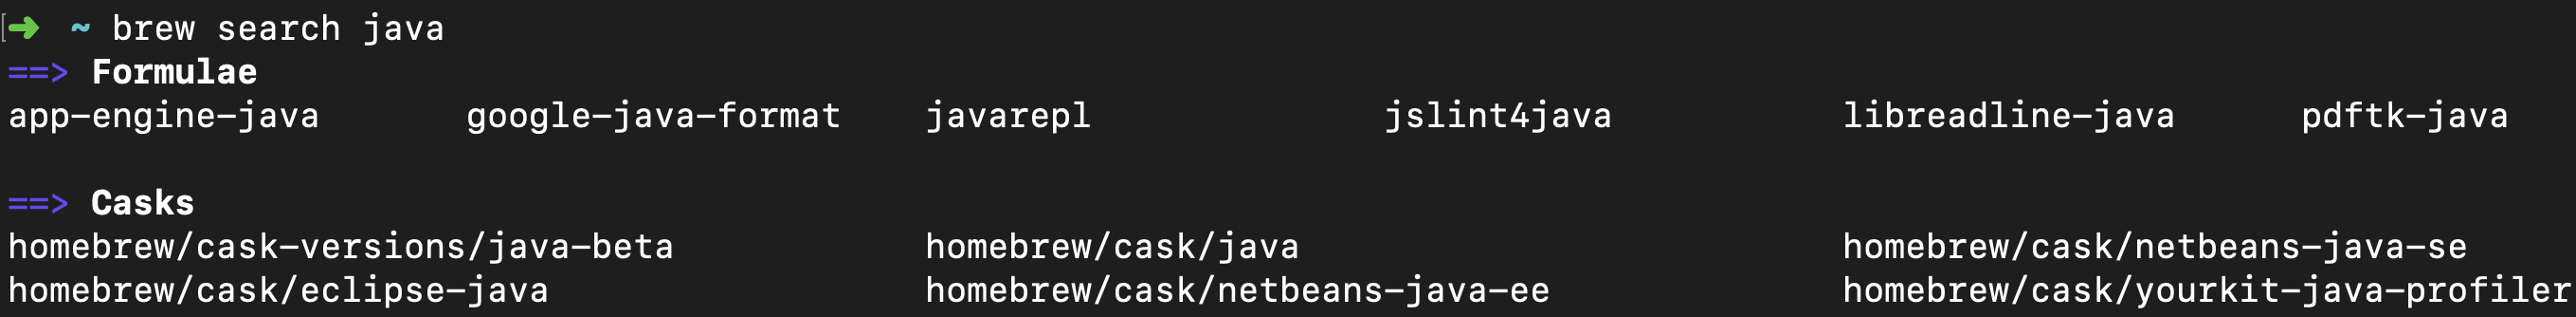 ➜  ~ brew search java
==> Formulae
app-engine-java google-java-format javarepl jslint4java libreadline-java pdftk-java
==> Casks
homebrew/cask-versions/java-beta homebrew/cask/java homebrew/cask/netbeans-java-se
homebrew/cask/eclipse-java homebrew/cask/netbeans-java-ee homebrew/cask/yourkit-java-profiler